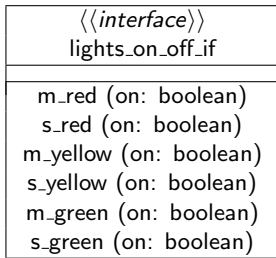 ⟨⟨interface⟩⟩
lights_on_off_if
m_red (on: boolean)
s_red (on: boolean)
m_yellow (on: boolean)
s_yellow (on: boolean)
m_green (on: boolean)
s_green (on: boolean)